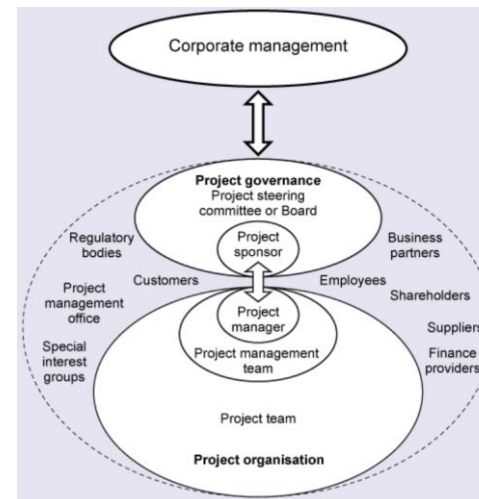 Corporate management
Project governance
Project steering
committee or Board
Project
sponsor
Regulatory
bodies
Business
partners
Customers
Employees
Project
management
office
Shareholders
Project
manager
Suppliers
Special
interest
groups
Project management
team
Finance
providers
Project team
Project organisation